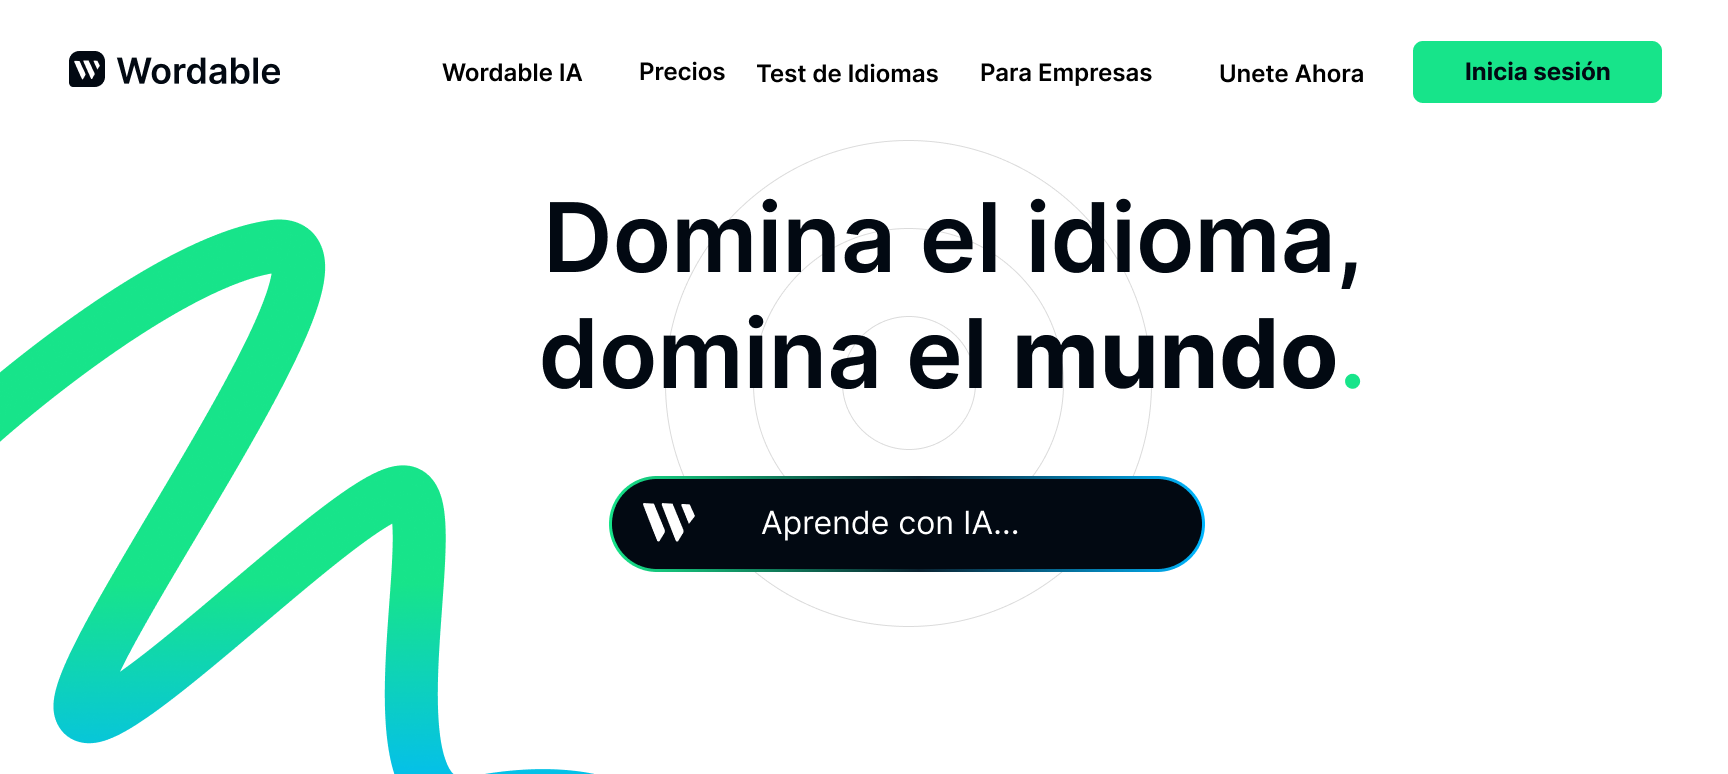 Wordable
Wordable IA
Precios
Test de Idiomas
Para Empresas
Unete Ahora
Inicia sesión
Domina el idioma,
domina el mundo.
Aprende con IA...